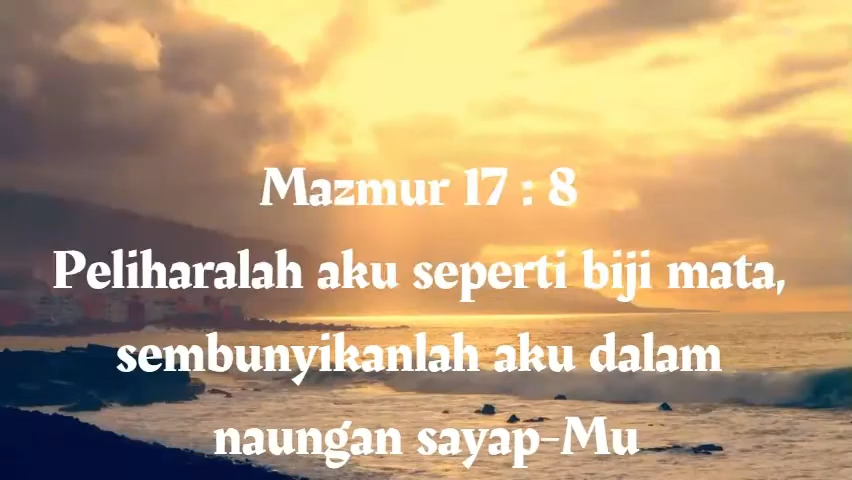 Mazmur 17 : 8
Peliharalah aku seperti biji mata,
sembunyikanlah aku dalam
naungan sayap-Mu